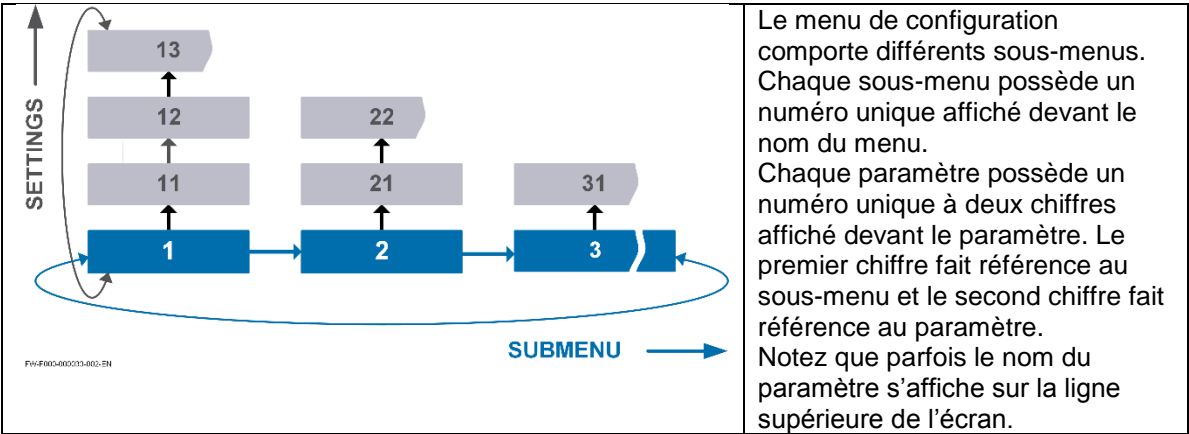 13
SETTINGS
12
22
11
21
31
1
2
3
SUBMENU
FW-F000-000033-002-EN
Le menu de configuration
comporte différents sous-menus.
Chaque sous-menu possède un
numéro unique affiché devant le
nom du menu.
Chaque paramètre possède un
numéro unique à deux chiffres
affiché devant le paramètre. Le
premier chiffre fait référence au
sous-menu et le second chiffre fait
référence au paramètre.
Notez que parfois le nom du
paramètre s’affiche sur la ligne
supérieure de l’écran.